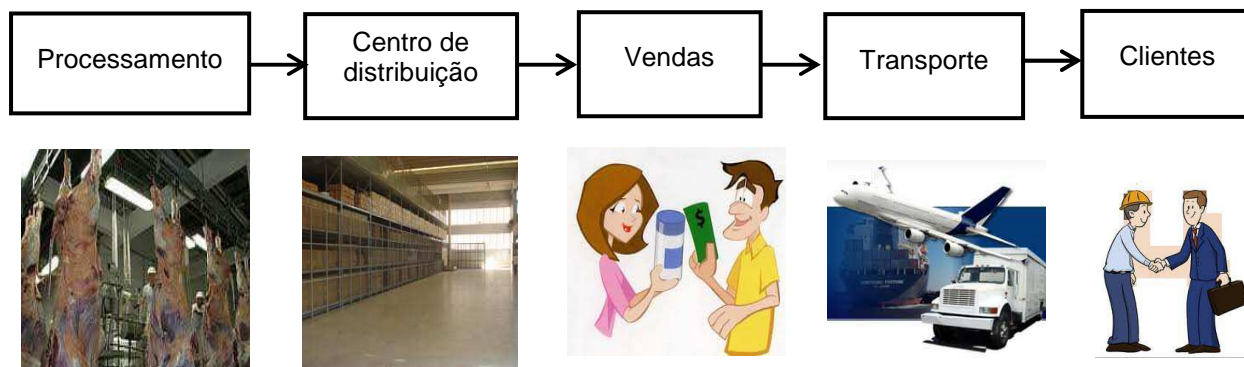 Processamento
Centro de
distribuição
Vendas
Transporte
Clientes
$